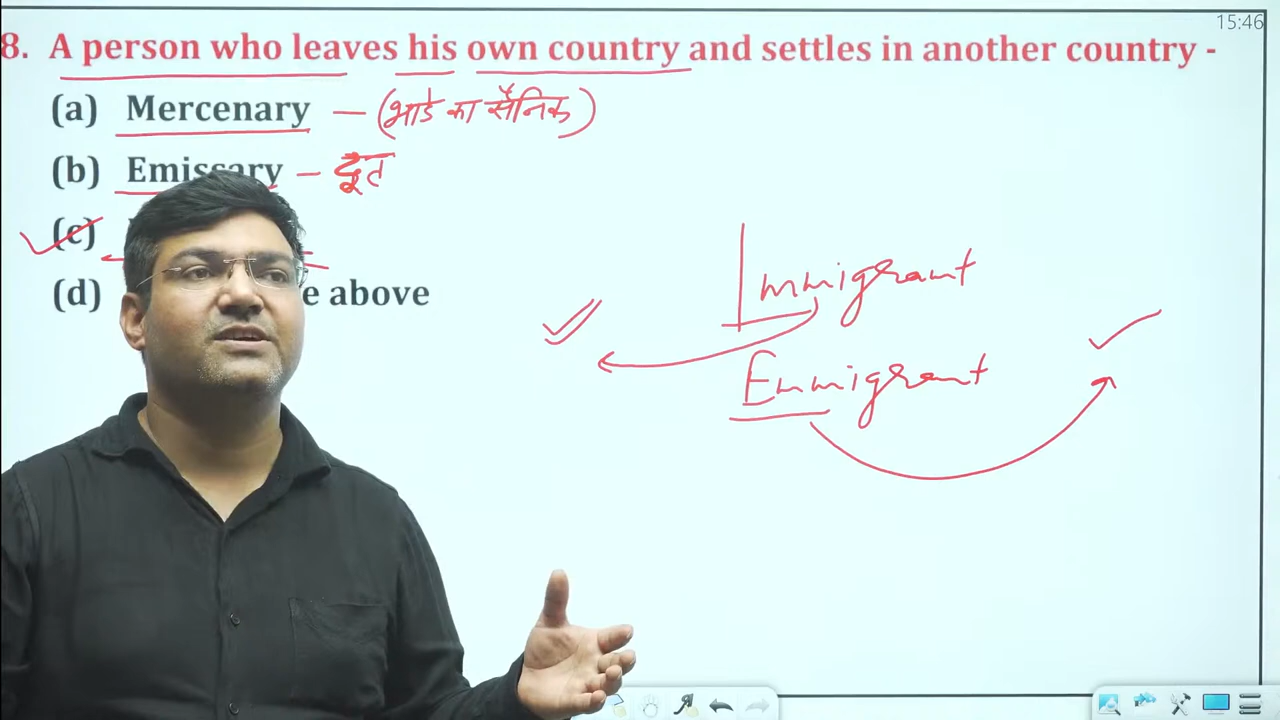 15:46
8. A person who leaves his own country and settles in another country -
(a) Mercenary — (भाडे का सैनिक)
(b) Emissary – दूत
(c)
(d) e above
Immigrant
Emmigrant